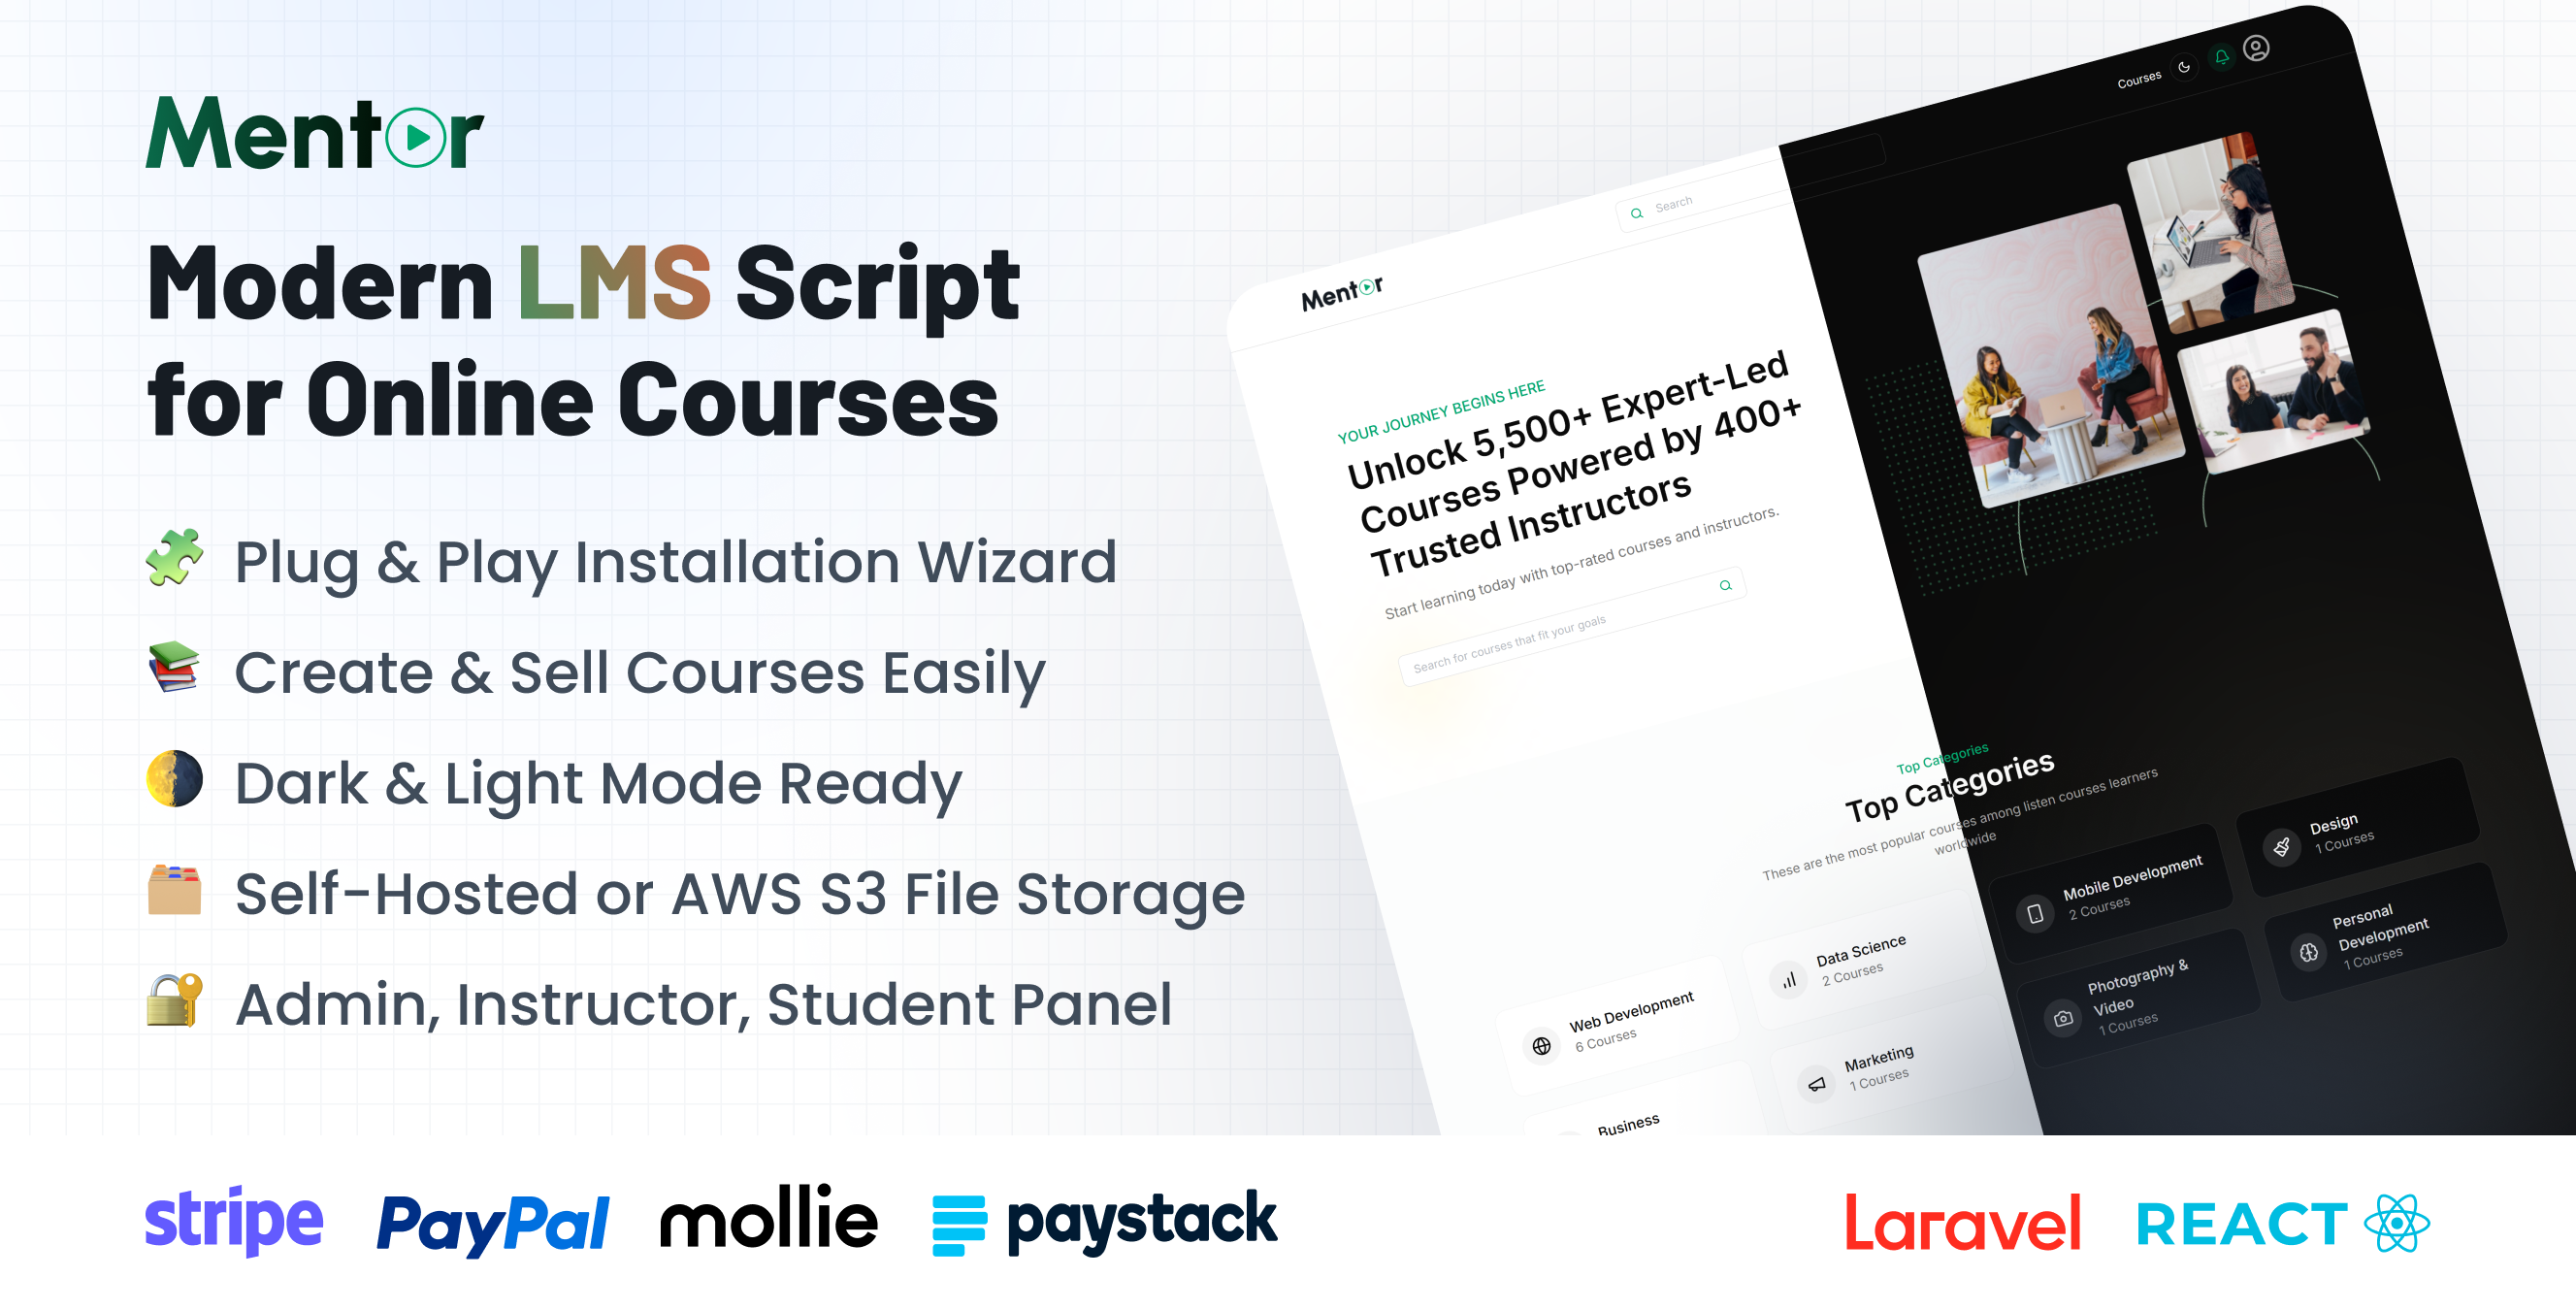 Mentor
Modern LMS Script
for Online Courses
Plug & Play Installation Wizard
Create & Sell Courses Easily
Dark & Light Mode Ready
Self-Hosted or AWS S3 File Storage
Admin, Instructor, Student Panel
Mentor
Search
Courses
YOUR JOURNEY BEGINS HERE
Unlock 5,500+ Expert-Led
Courses Powered by 400+
Trusted Instructors
Start learning today with top-rated courses and instructors.
Search for courses that fit your goals
Top Categories
Top Categories
These are the most popular courses among listen courses learners
worldwide
Web Development
6 Courses
Data Science
2 Courses
Mobile Development
2 Courses
Design
1 Courses
Business
Marketing
1 Courses
Photography &
Video
1 Courses
Personal
Development
1 Courses
stripe
PayPal
mollie
paystack
Laravel
REACT